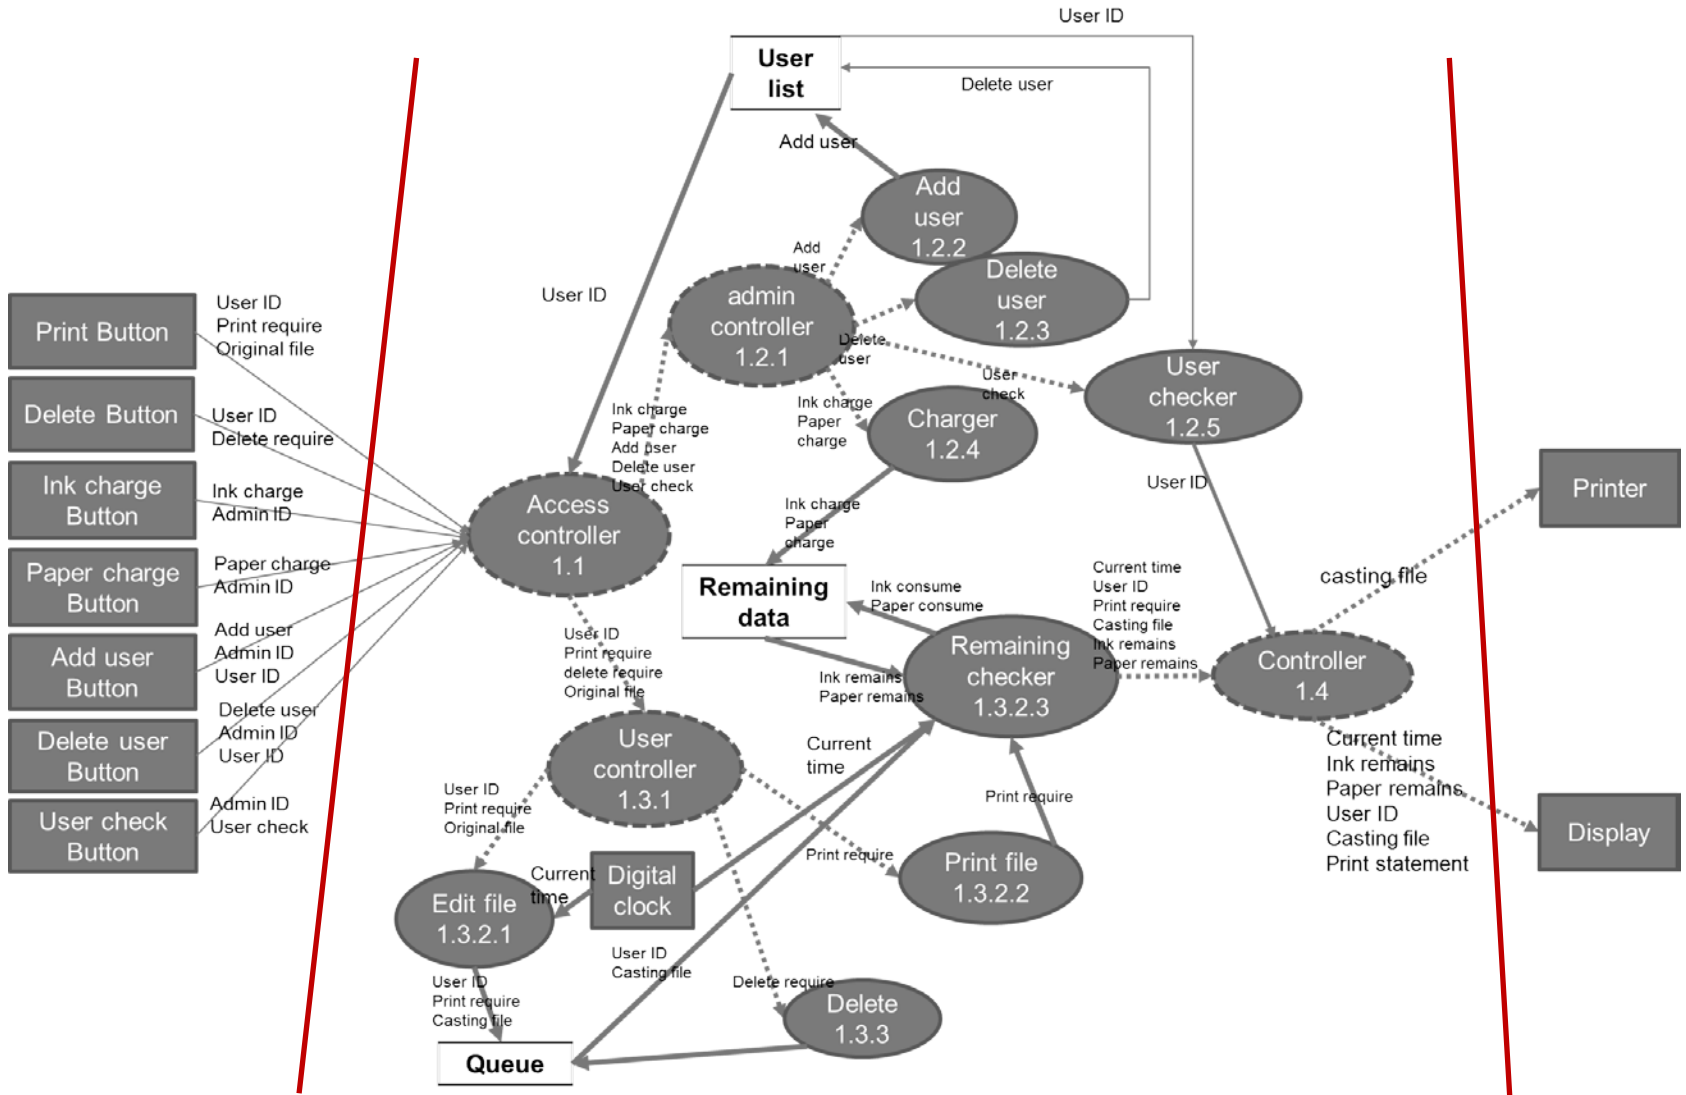 User ID
User
list
Delete user
Add user
Add
user
1.2.2
Add
user
Delete
user
1.2.3
User ID
admin
controller
1.2.1
Delete
user
User
check
User
checker
1.2.5
Print Button
User ID
Print require
Original file
Delete Button
User ID
Delete require
Ink charge
Button
Ink charge
Admin ID
Paper charge
Button
Paper charge
Admin ID
Add user
Button
Add user
Admin ID
User ID
Delete user
Button
Delete user
Admin ID
User ID
User check
Button
Admin ID
User check
Ink charge
Paper charge
Add user
Delete user
User check
Ink charge
Paper
charge
Charger
1.2.4
Access
controller
1.1
Ink charge
Paper
charge
User ID
Printer
casting file
Remaining
data
Ink consume
Paper consume
Current time
User ID
Print require
Casting file
Ink remains
Paper remains
Remaining
checker
1.3.2.3
Ink remains
Paper remains
Controller
1.4
User ID
Print require
delete require
Original file
User
controller
1.3.1
Current
time
Current time
Ink remains
Paper remains
User ID
Casting file
Print statement
Display
User ID
Print require
Original file
Print require
Print require
Print file
1.3.2.2
Current
time
Digital
clock
Edit file
1.3.2.1
User ID
Casting file
User ID
Print require
Casting file
Delete require
Delete
1.3.3
Queue